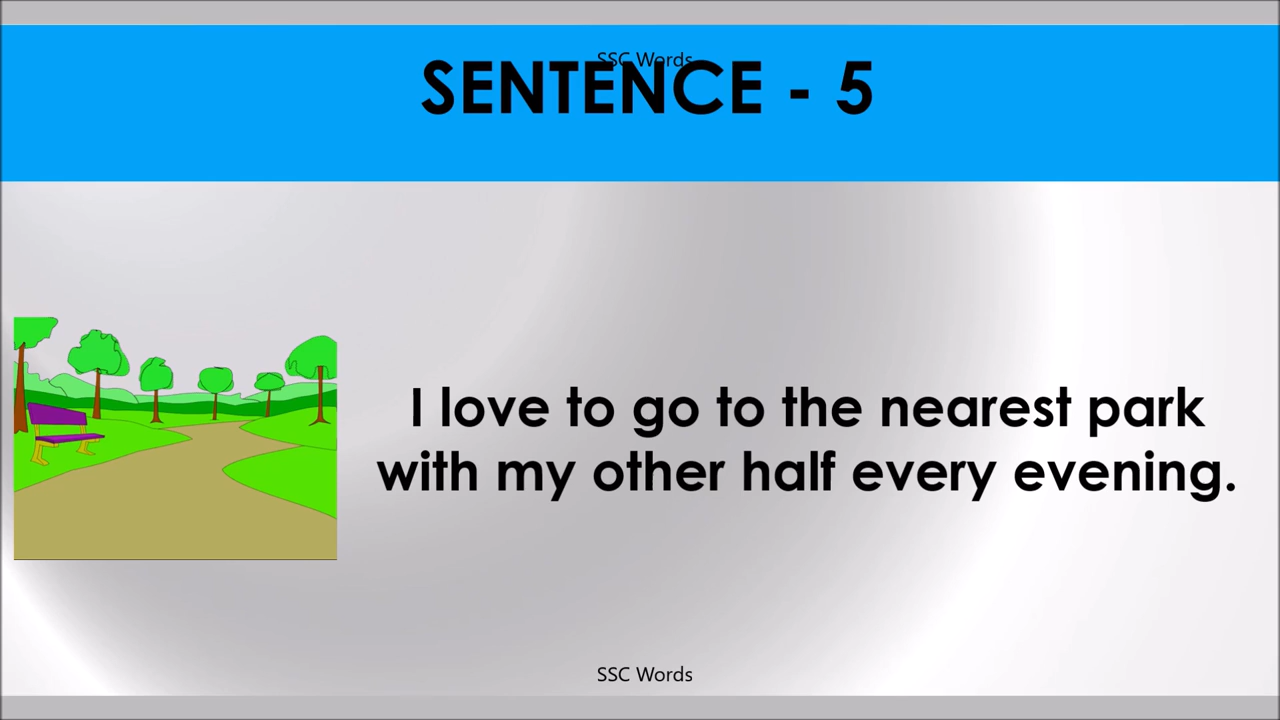 SSC Words
SENTENCE - 5
I love to go to the nearest park
with my other half every evening.
SSC Words